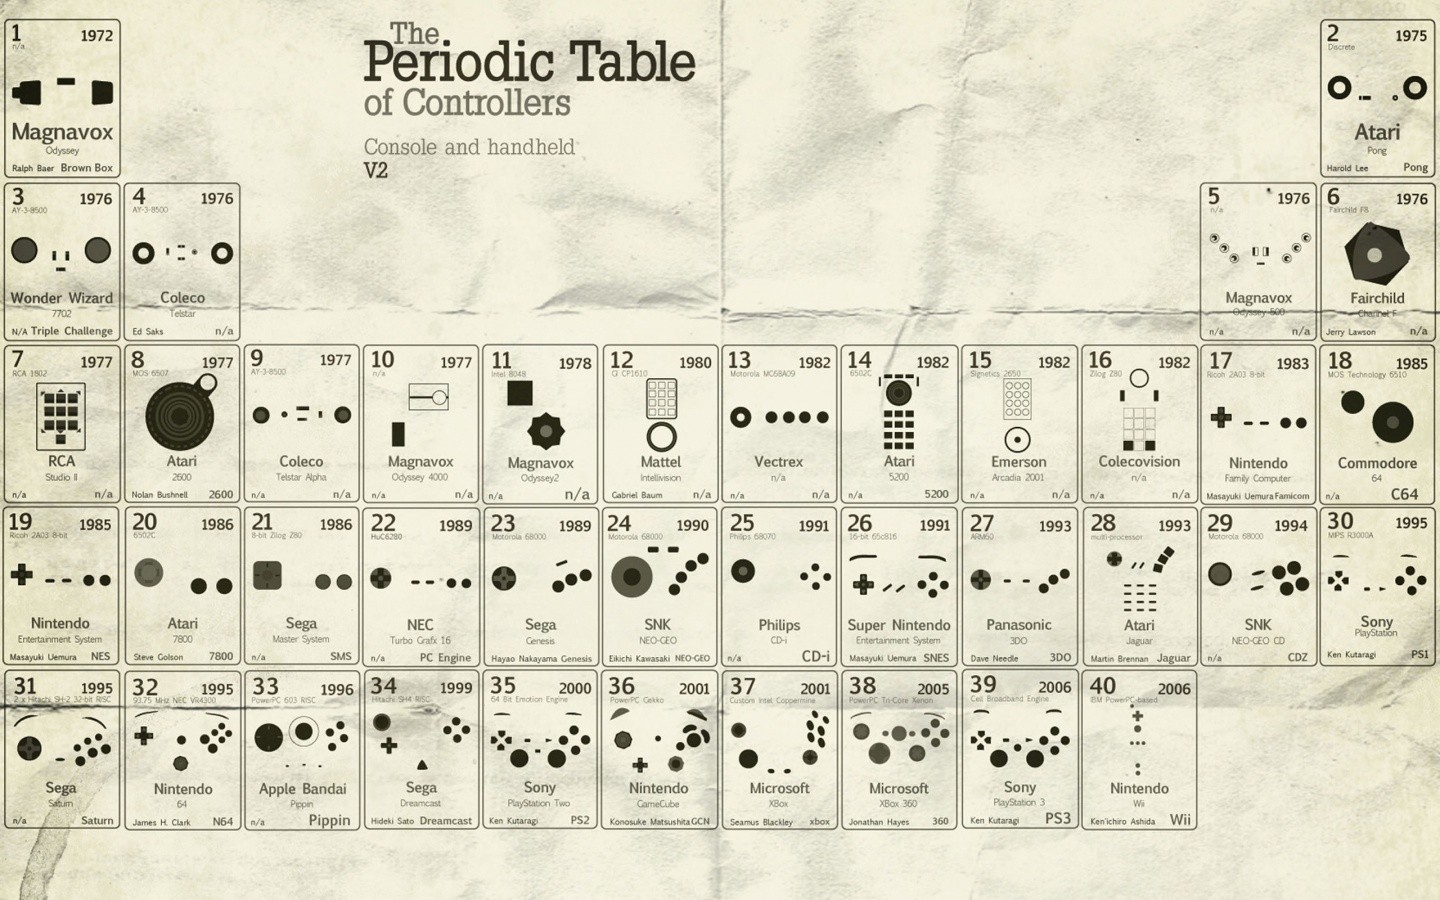 The
Periodic Table
of Controllers
Console and handheld
V2
1 1972
n/a
Magnavox
Odyssey
Ralph Baer Brown Box
2 1975
Discrete
Atari
Pong
Harold Lee Pong
3 1976
AY-3-8500
Wonder Wizard
7702
N/A Triple Challenge
4 1976
AY-3-8500
Coleco
Telstar
Ed Saks n/a
5 1976
n/a
Magnavox
Odyssey 500
n/a n/a
6 1976
Fairchild F8
Fairchild
Channel F
Jerry Lawson n/a
7 1977
RCA 1802
RCA
Studio II
n/a n/a
8 1977
MOS 6507
Atari
2600
Nolan Bushnell 2600
9 1977
AY-3-8500
Coleco
Telstar Alpha
n/a n/a
10 1977
n/a
Magnavox
Odyssey 4000
n/a n/a
11 1978
Intel 8048
Magnavox
Odyssey2
n/a n/a
12 1980
GI CP1610
Mattel
Intellivision
Gabriel Baum n/a
13 1982
Motorola MOS8A09
Vectrex
n/a
n/a n/a
14 1982
6502C
Atari
5200
n/a 5200
15 1982
Signetics 2650
Emerson
Arcadia 2001
n/a n/a
16 1982
Zilog Z80
Colecovision
n/a
n/a n/a
17 1983
Ricoh 2A03 8-bit
Nintendo
Family Computer
Masayuki Uemura Famicom
18 1985
MOS Technology 6510
Commodore
64
n/a C64
19 1985
Ricoh 2A03 8-bit
Nintendo
Entertainment System
Masayuki Uemura NES
20 1986
6502C
Atari
7800
Steve Golson 7800
21 1986
8-bit Zilog Z80
Sega
Master System
n/a SMS
22 1989
HuC6280
NEC
Turbo Grafx 16
n/a PC Engine
23 1989
Motorola 68000
Sega
Genesis
Hayao Nakayama Genesis
24 1990
Motorola 68000
SNK
NEO-GEO
Eikichi Kawasaki NEO-GEO
25 1991
Philips 68070
Philips
CD-i
n/a CD-i
26 1991
16-bit 65c816
Super Nintendo
Entertainment System
Masayuki Uemura SNES
27 1993
ARM60
Panasonic
3DO
Dave Needle 3DO
28 1993
multi-processor
Atari
Jaguar
Martin Brennan Jaguar
29 1994
Motorola 68000
SNK
NEO-GEO CD
n/a CDZ
30 1995
MIPS R3000A
Sony
PlayStation
Ken Kutaragi PS1
31 1995
2 x Hitachi SH-2 32-bit RISC
Sega
Saturn
n/a Saturn
32 1995
93.75 MHz NEC VR4300
Nintendo
64
James H. Clark N64
33 1996
PowerPC 603 RISC
Apple Bandai
Pippin
n/a Pippin
34 1999
Hitachi SH4 RISC
Sega
Dreamcast
Hideki Sato Dreamcast
35 2000
64 Bit Emotion Engine
Sony
PlayStation Two
Ken Kutaragi PS2
36 2001
PowerPC Gekko
Nintendo
GameCube
Konosuke Matsushita GCN
37 2001
Custom Intel Coppermine
Microsoft
XBox
Seamus Blackley xbox
38 2005
PowerPC Tri-Core Xenon
Microsoft
XBox 360
Jonathan Hayes 360
39 2006
Cell Broadband Engine
Sony
PlayStation 3
Ken Kutaragi PS3
40 2006
IBM PowerPC-based
Nintendo
Wii
Ken'ichiro Ashida Wii